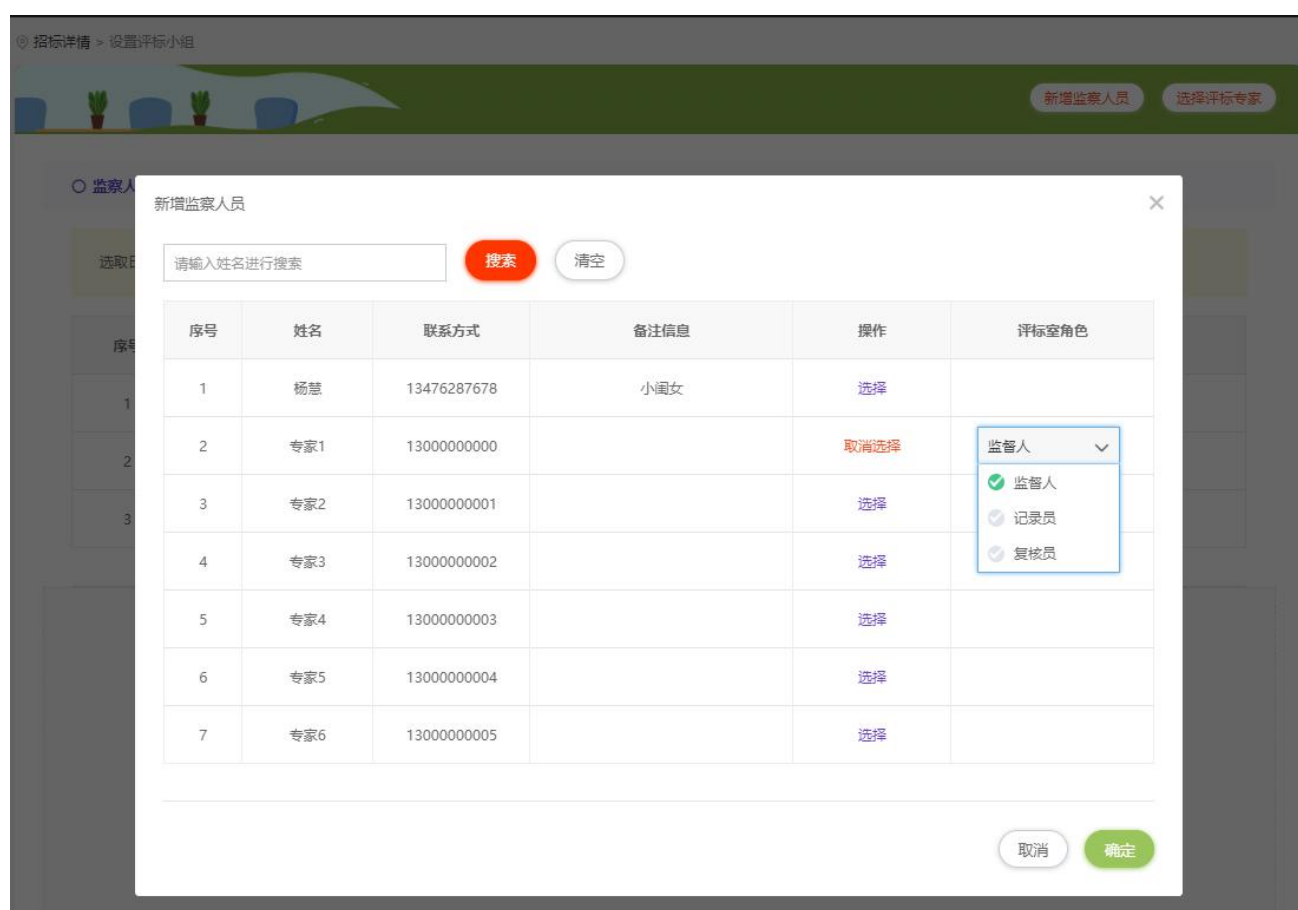 招标详情 > 设置评标小组
新增监察人员 选择评标专家
监察人
新增监察人员
选取日
请输入姓名进行搜索 搜索 清空
序号
序号 姓名 联系方式 备注信息 操作 评标室角色
1
1 杨慧 13476287678 小闺女 选择
2
2 专家1 13000000000 取消选择 监督人
监督人
3
3 专家2 13000000001 选择
记录员
复核员
4 专家3 13000000002 选择
5 专家4 13000000003 选择
6 专家5 13000000004 选择
7 专家6 13000000005 选择
取消 确定